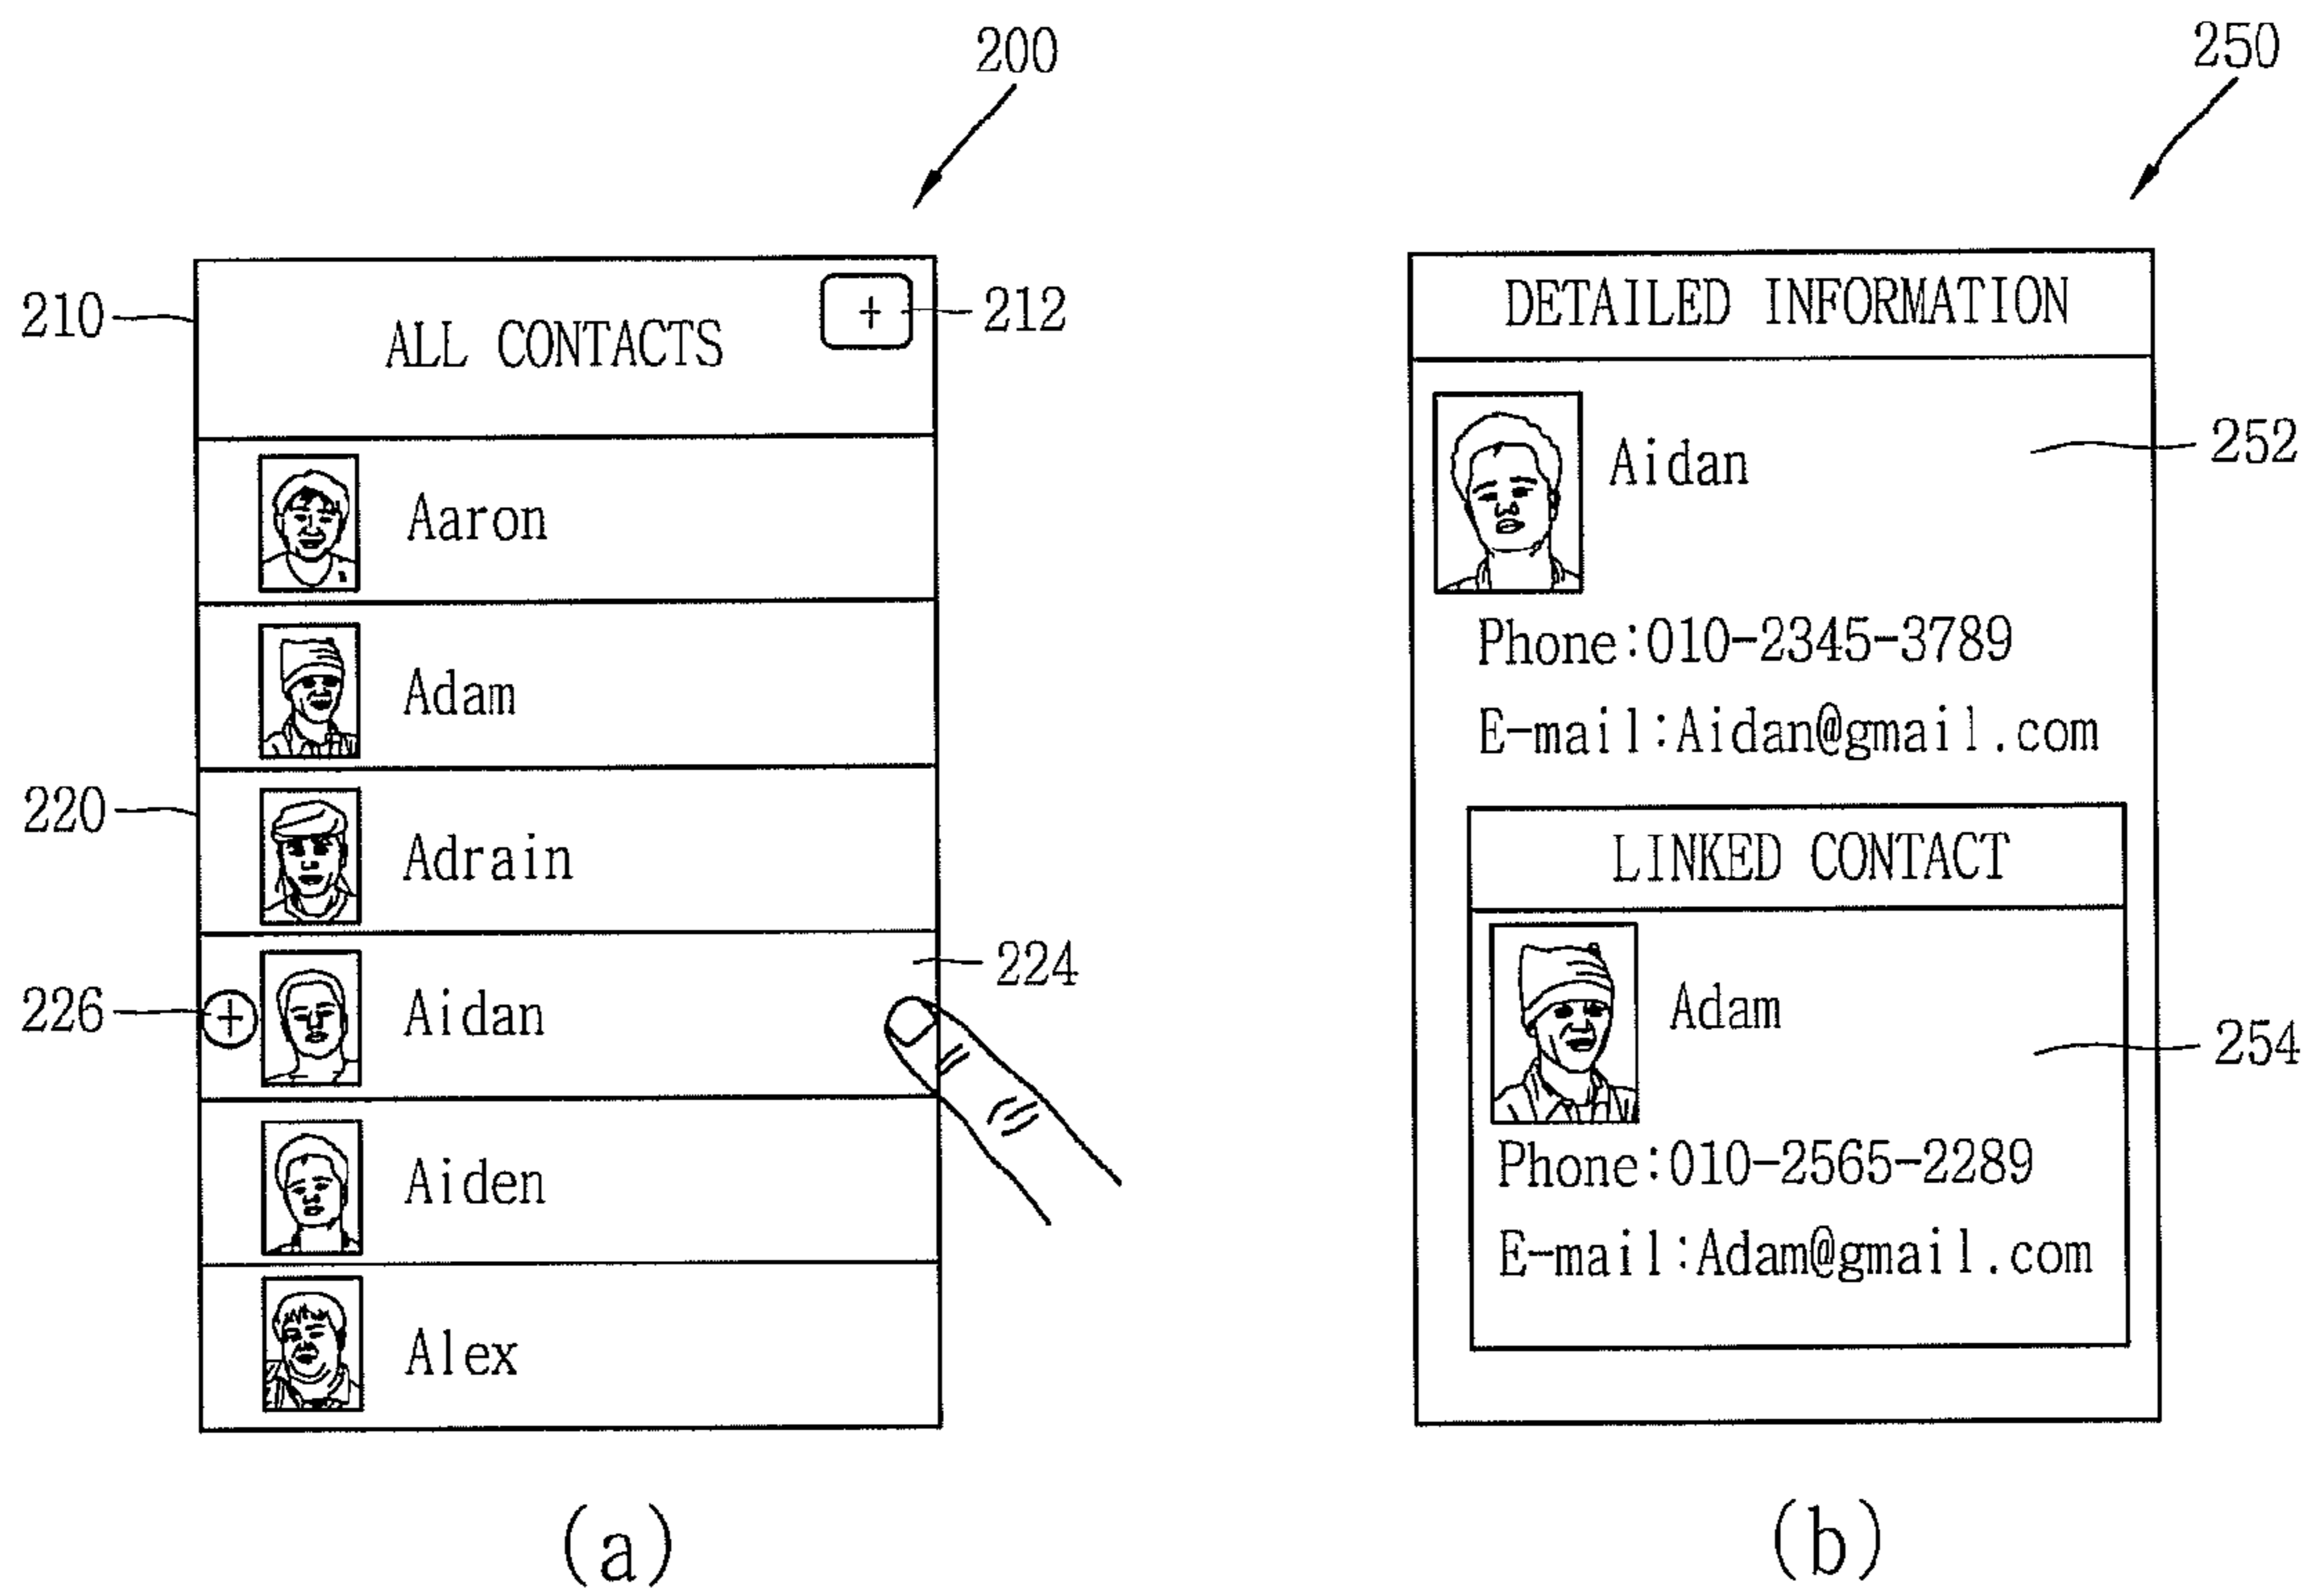 200
210
ALL CONTACTS
+
212
Aaron
Adam
220
Adrain
224
226
+
Aidan
Aiden
Alex
(a)
250
DETAILED INFORMATION
Aidan
252
Phone:010-2345-3789
E-mail:Aidan@gmail.com
LINKED CONTACT
Adam
254
Phone:010-2565-2289
E-mail:Adam@gmail.com
(b)